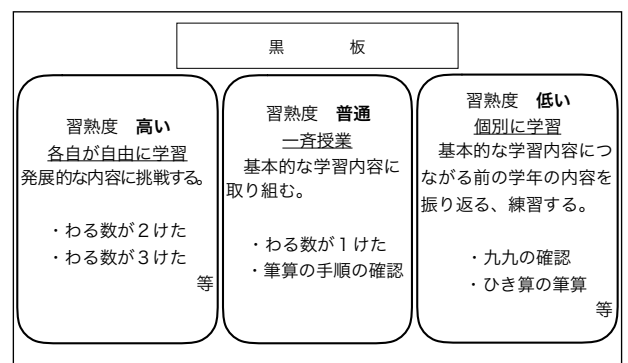 黒　　　板
習熟度　高い
各自が自由に学習
発展的な内容に挑戦する。
・わる数が２けた
・わる数が３けた
等
習熟度　普通
一斉授業
基本的な学習内容に
取り組む。
・わる数が１けた
・筆算の手順の確認
習熟度　低い
個別に学習
基本的な学習内容につ
ながる前の学年の内容を
振り返る、練習する。
・九九の確認
・ひき算の筆算
等